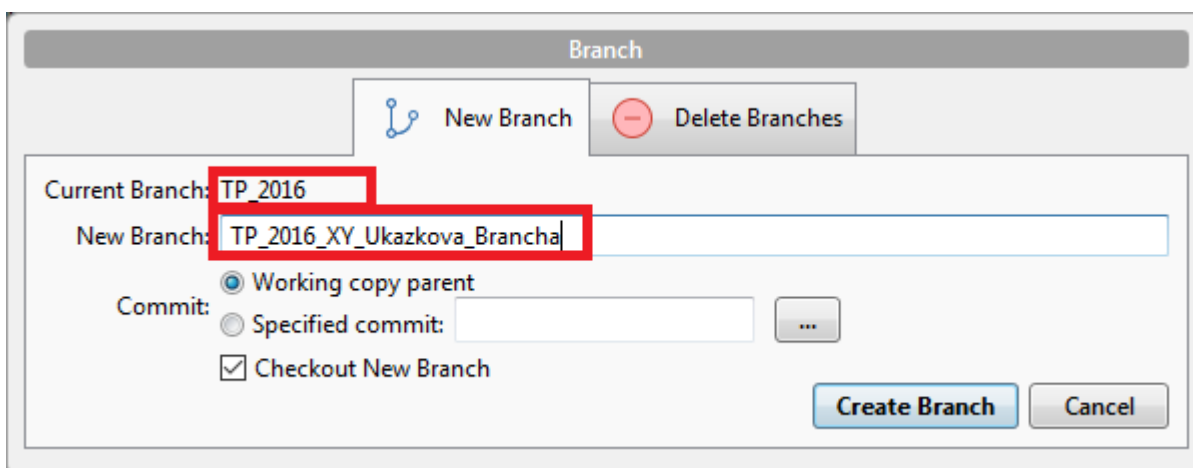 Branch
New Branch
Delete Branches
Current Branch: TP_2016
New Branch: TP_2016_XY_Ukazkova_Brancha
Commit:
Working copy parent
Specified commit:
...
Checkout New Branch
Create Branch
Cancel